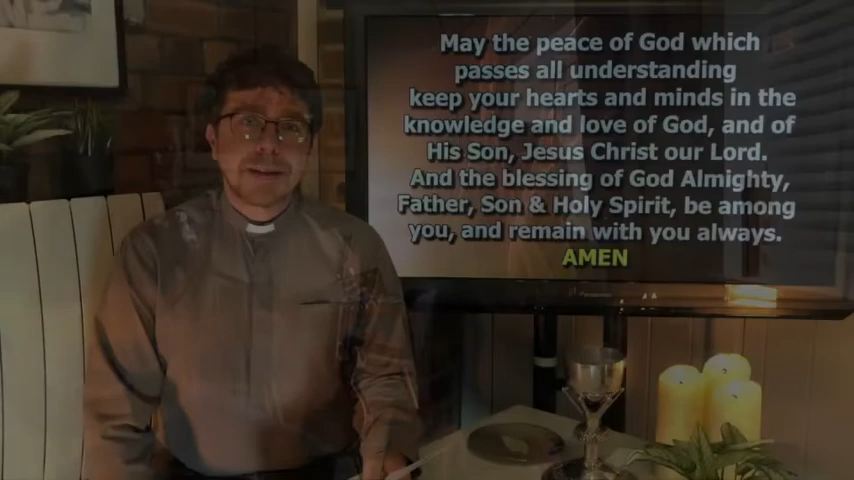 May the peace of God which
passes all understanding
keep your hearts and minds in the
knowledge and love of God, and of
His Son, Jesus Christ our Lord.
And the blessing of God Almighty,
Father, Son & Holy Spirit, be among
you, and remain with you always.
AMEN